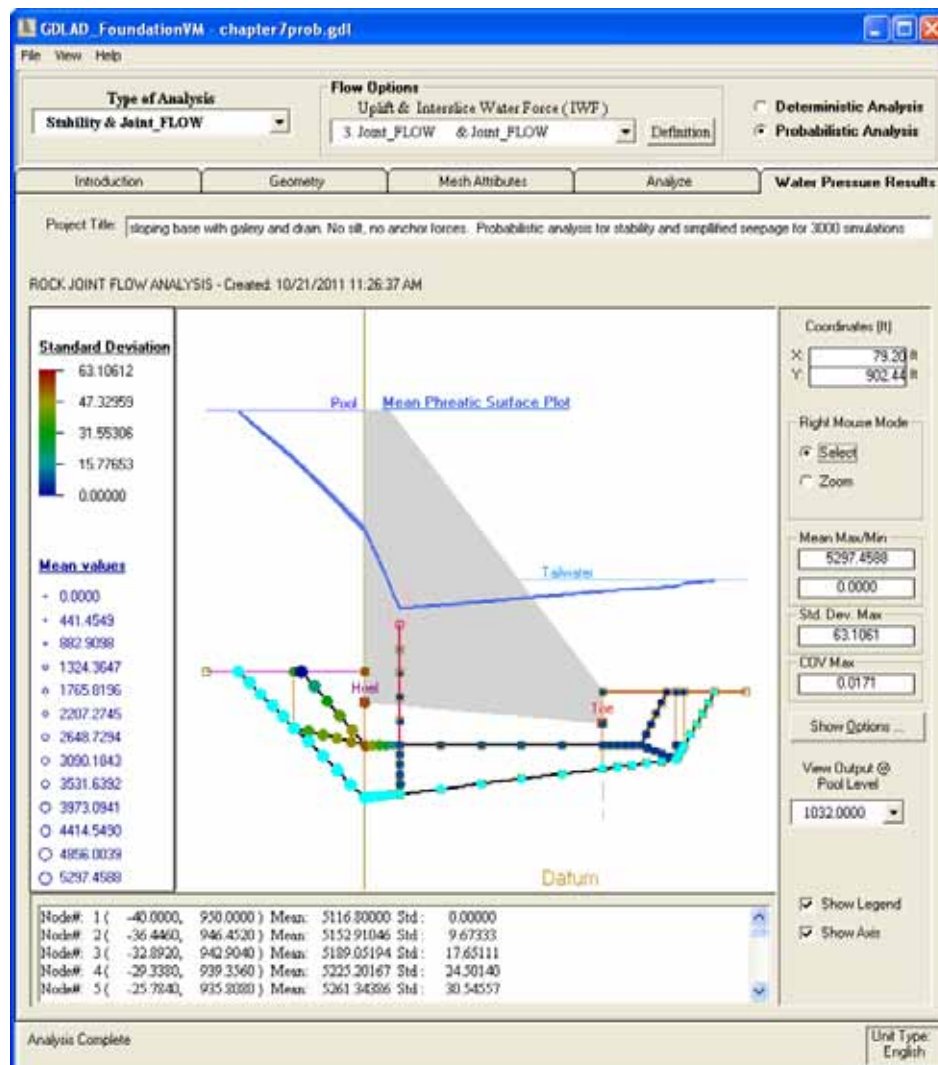 GDLAD_FoundationVM - chapter7prob.gdl
File View Help
Type of Analysis
Stability & Joint_FLOW
Flow Options
Uplift & Interslice Water Force ( IWF )
3. Joint_FLOW & Joint_FLOW
Definition
Deterministic Analysis
Probabilistic Analysis
Introduction
Geometry
Mesh Attributes
Analyze
Water Pressure Results
Project Title: sloping base with galery and drain. No silt, no anchor forces. Probabilistic analysis for stability and simplified seepage for 3000 simulations
ROCK JOINT FLOW ANALYSIS - Created: 10/21/2011 11:26:37 AM
Standard Deviation
63.10612
47.32959
31.55306
15.77653
0.00000
Mean values
0.0000
441.4549
882.9098
1324.3647
1765.8196
2207.2745
2648.7294
3090.1843
3531.6392
3973.0941
4414.5490
4856.0039
5297.4588
Pool
Mean Phreatic Surface Plot
Tailwater
Heel
Toe
Datum
Coordinates (ft)
X: 79.20 ft
Y: 902.44 ft
Right Mouse Mode
Select
Zoom
Mean Max/Min
5297.4588
0.0000
Std. Dev. Max
63.1061
COV Max
0.0171
Show Options ...
View Output @
Pool Level
1032.0000
Show Legend
Show Axis
Node#: 1 ( -40.0000, 950.0000 ) Mean: 5116.80000 Std : 0.00000
Node#: 2 ( -36.4460, 946.4520 ) Mean: 5152.91046 Std : 9.67333
Node#: 3 ( -32.8920, 942.9040 ) Mean: 5189.05194 Std : 17.65111
Node#: 4 ( -29.3380, 939.3560 ) Mean: 5225.20167 Std : 24.50140
Node#: 5 ( -25.7840, 935.8080 ) Mean: 5261.34386 Std : 30.54557
Analysis Complete
Unit Type:
English